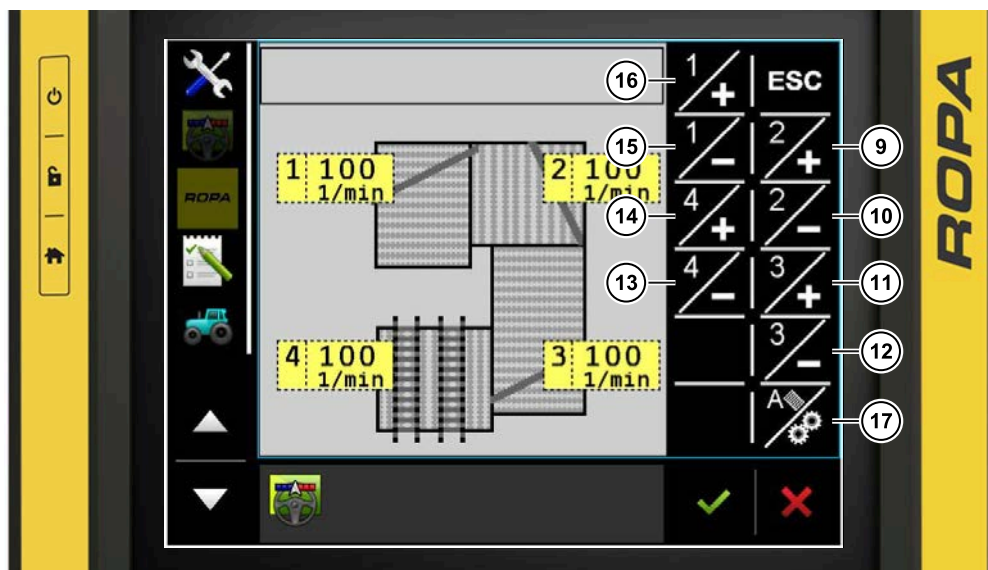 16
1/+
ESC
15
1/-
2/+
9
1 100
1/min
2 100
1/min
ROPA
14
4/+
2/-
10
13
4/-
3/+
11
4 100
1/min
3 100
1/min
3/-
12
A
17
ROPA